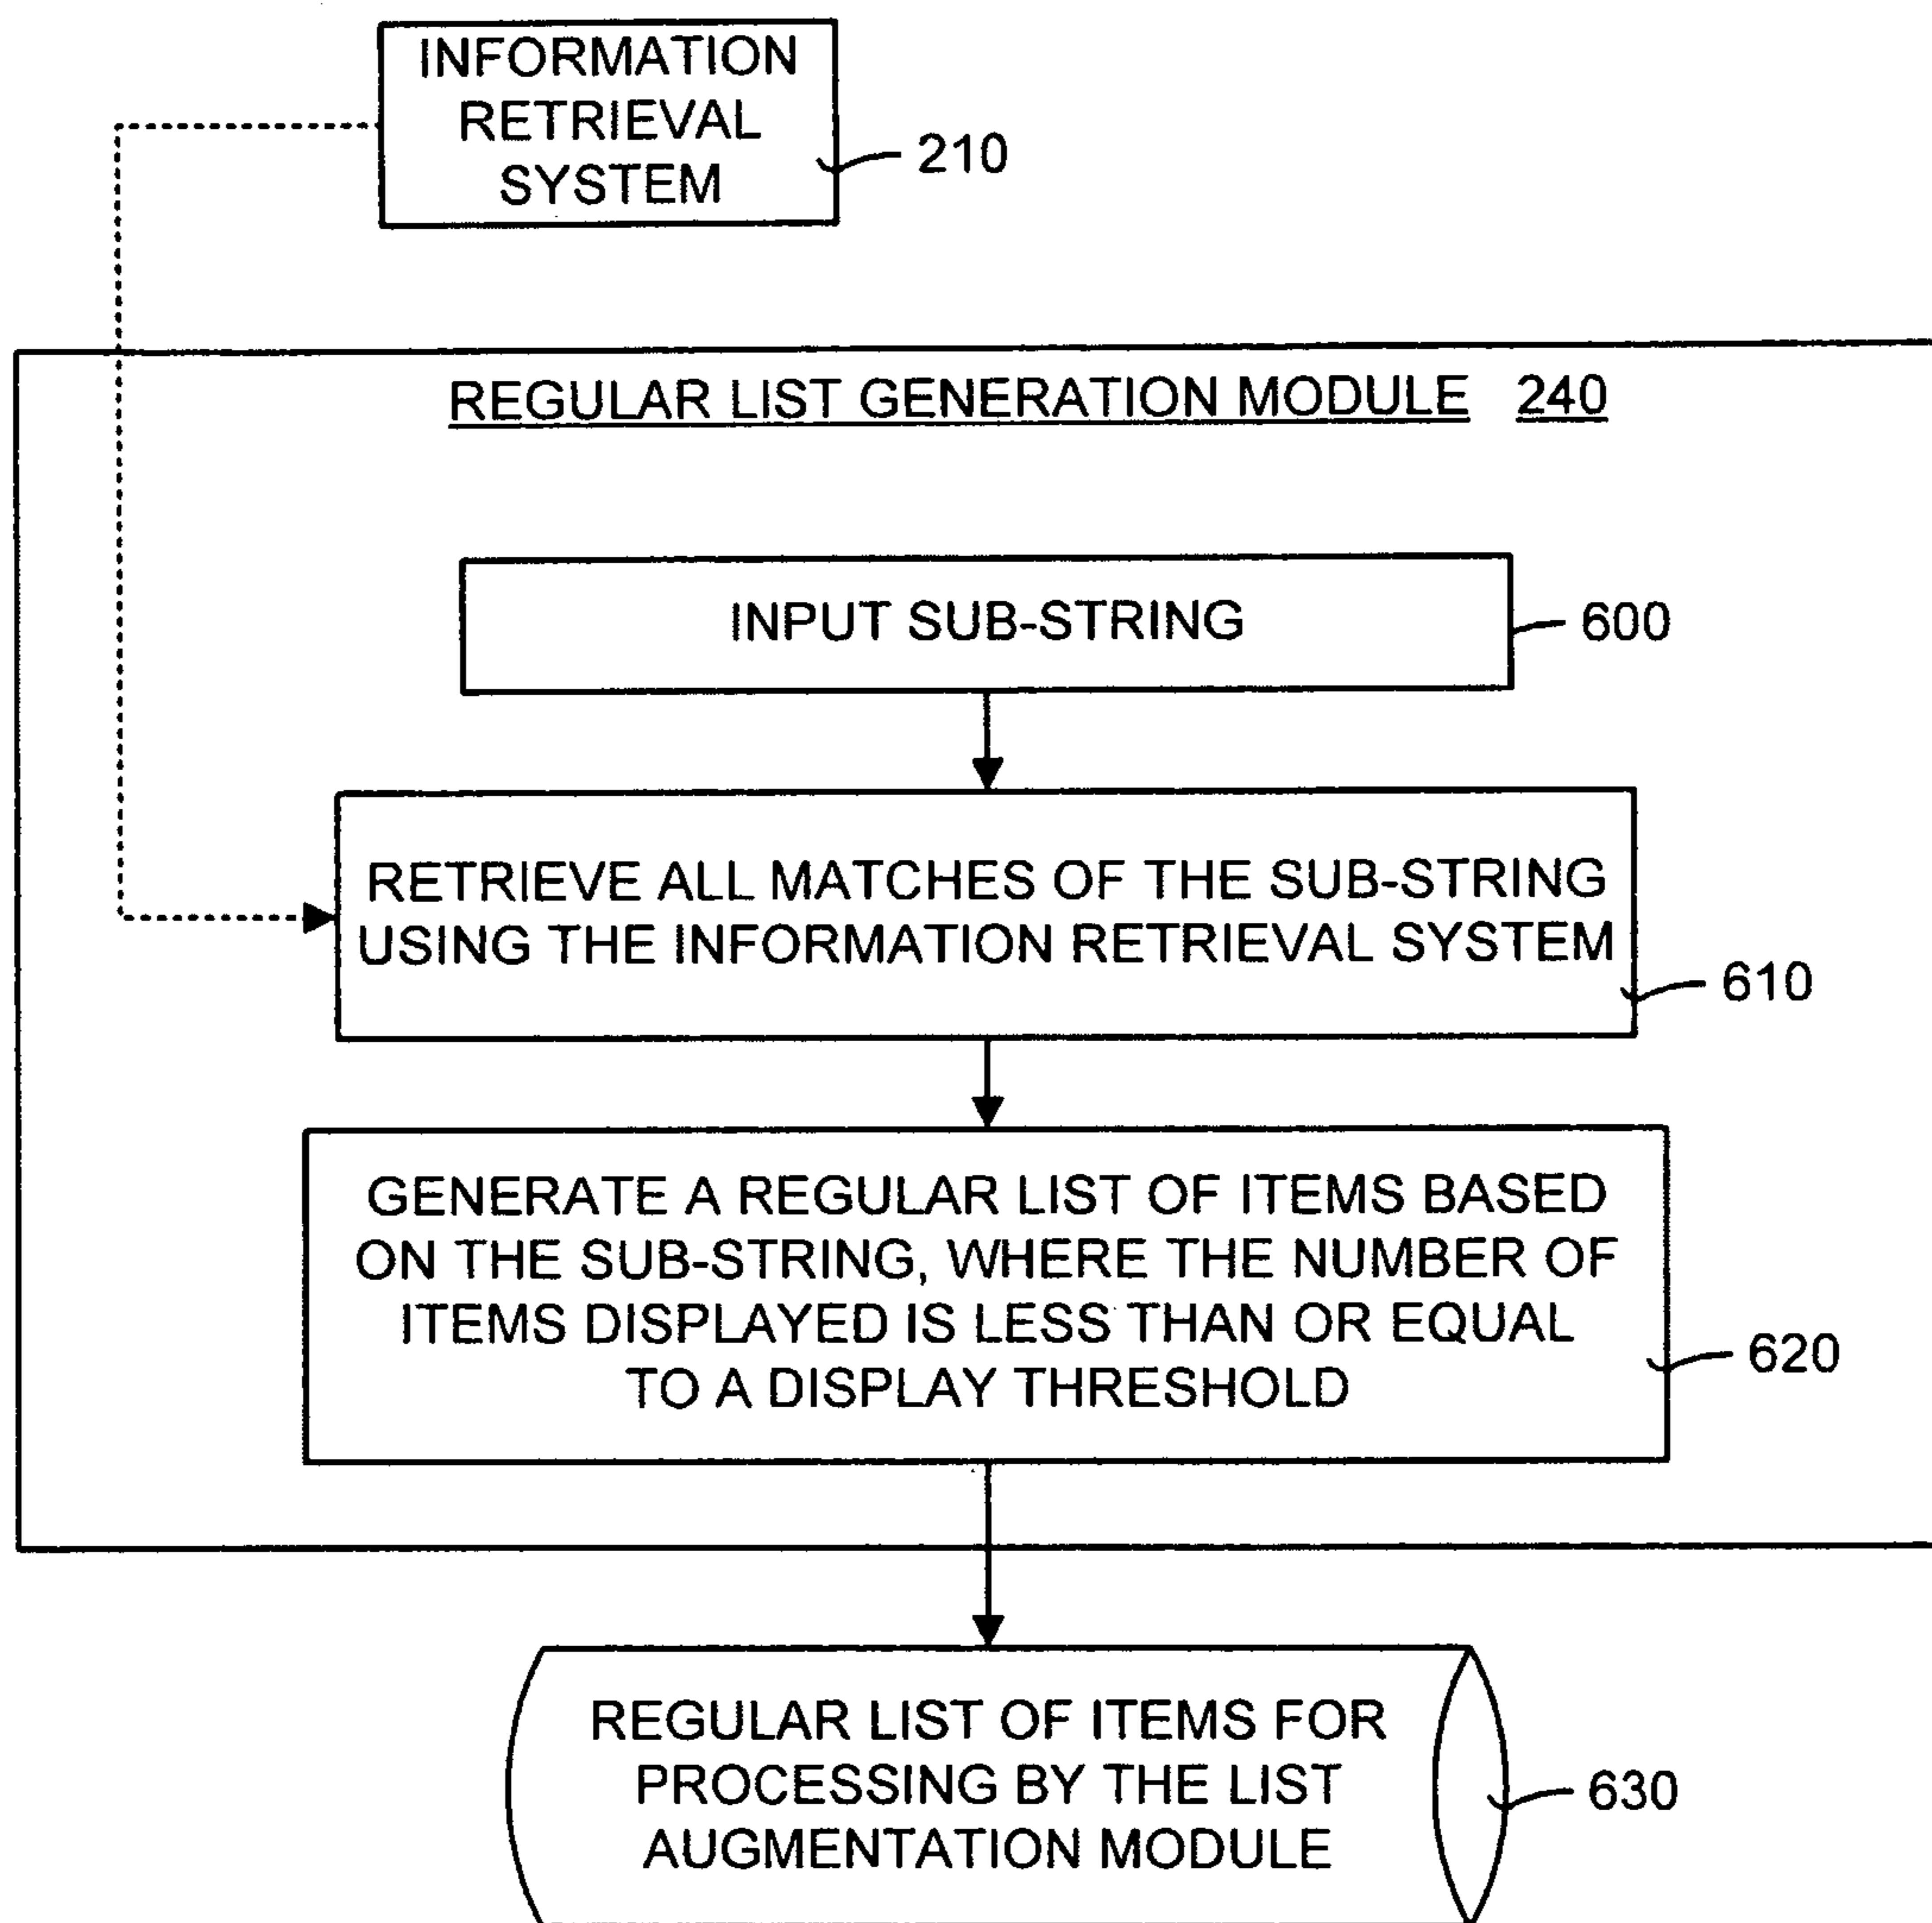 INFORMATION
RETRIEVAL
SYSTEM
210
REGULAR LIST GENERATION MODULE 240
INPUT SUB-STRING
600
RETRIEVE ALL MATCHES OF THE SUB-STRING
USING THE INFORMATION RETRIEVAL SYSTEM
610
GENERATE A REGULAR LIST OF ITEMS BASED
ON THE SUB-STRING, WHERE THE NUMBER OF
ITEMS DISPLAYED IS LESS THAN OR EQUAL
TO A DISPLAY THRESHOLD
620
REGULAR LIST OF ITEMS FOR
PROCESSING BY THE LIST
AUGMENTATION MODULE
630